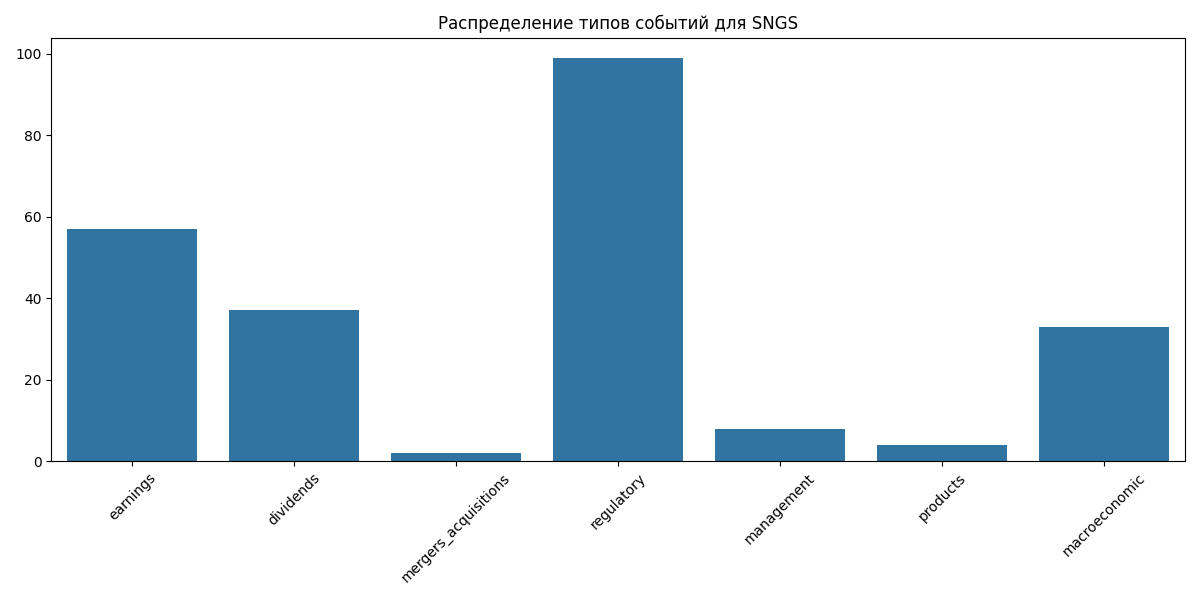 Распределение типов событий для SNGS
100
80
60
40
20
0
earnings
dividends
mergers_acquisitions
regulatory
management
products
macroeconomic